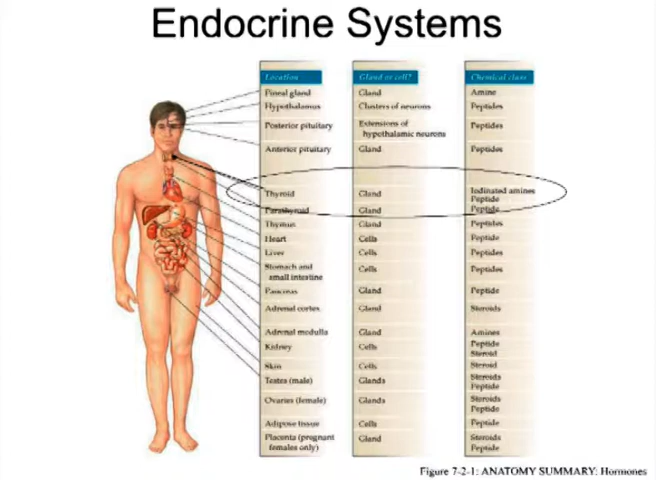 Endocrine Systems
Location Gland or cell? Chemical class
Pineal gland Gland Amine
Hypothalamus Clusters of neurons Peptides
Posterior pituitary Extensions of Peptides
hypothalamic neurons
Anterior pituitary Gland Peptides
Thyroid Gland Iodinated amines
Peptide
Parathyroid Gland Peptide
Thymus Gland Peptides
Heart Cells Peptide
Liver Cells Peptides
Stomach and Cells Peptides
small intestine
Pancreas Gland Peptide
Adrenal cortex Gland Steroids
Adrenal medulla Gland Amines
Kidney Cells Peptide
Steroid
Skin Cells Steroid
Testes (male) Glands Steroids
Peptide
Ovaries (female) Glands Steroids
Peptide
Adipose tissue Cells Peptide
Placenta (pregnant Gland Steroids
females only) Peptide
Figure 7-2-1: ANATOMY SUMMARY: Hormones